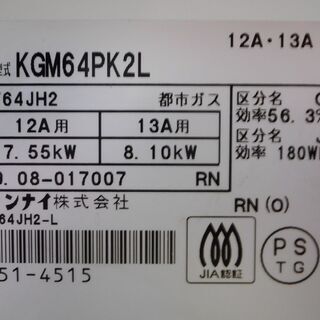 12A・13A
式 KGM64PK2L
64JH2 都市ガス
区分名
効率56.3%
12A用 13A用
7.55kW 8.10kW
区分名
効率 180W
9.08-017007 RN
ンナイ株式会社
RN(O)
64JH2-L
JIA認証
PS
TG
51-4515